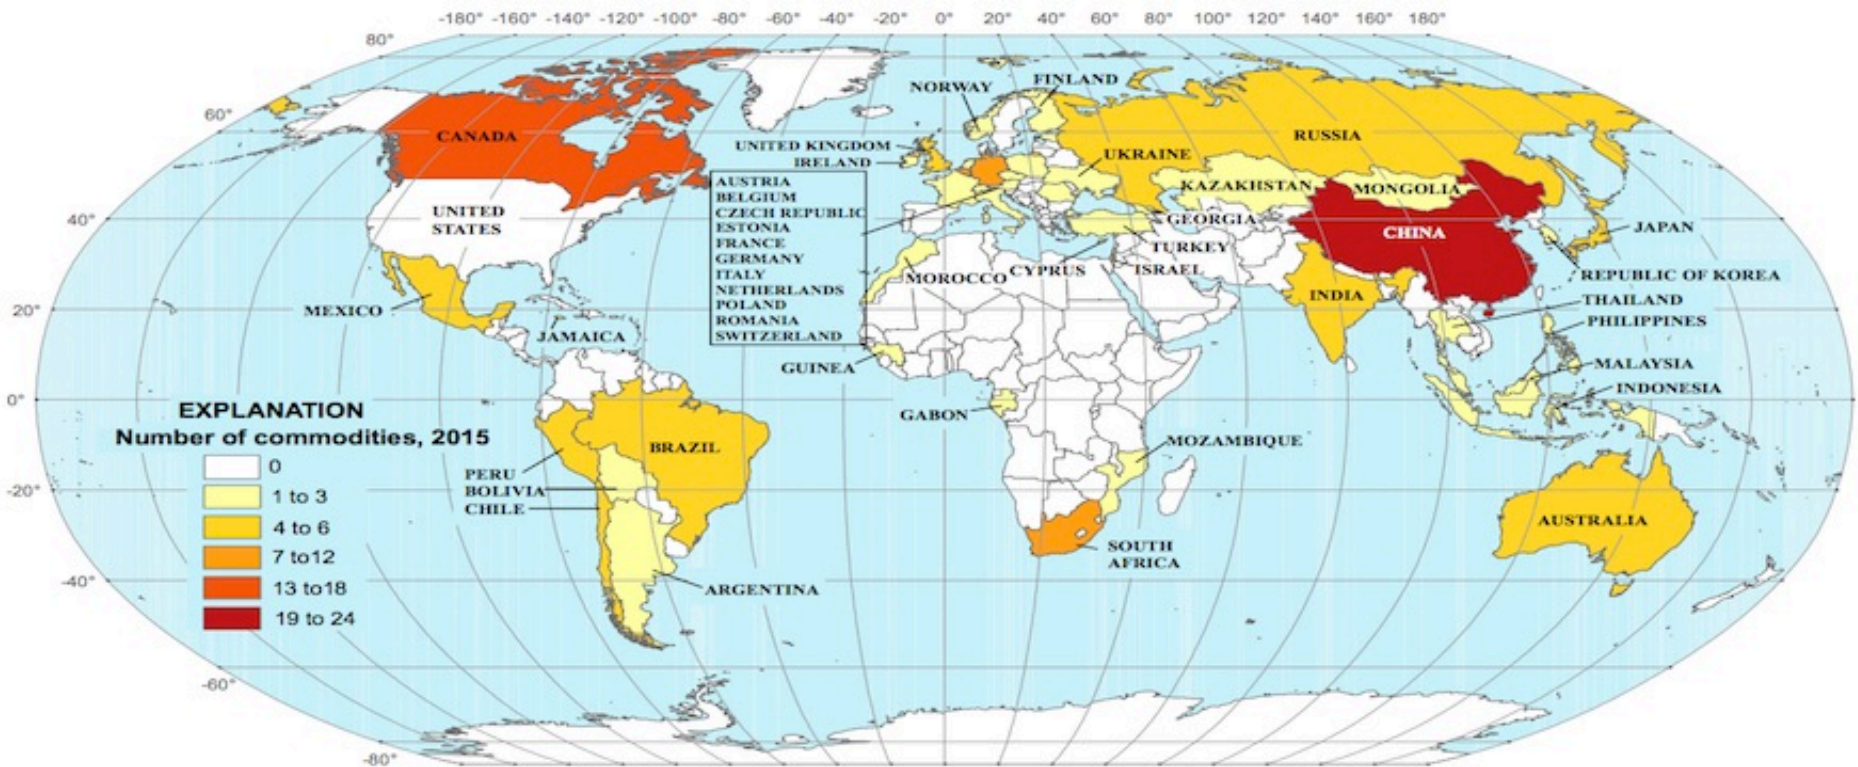 -180° -160° -140° -120° -100° -80° -60° -40° -20° 0° 20° 40° 60° 80° 100° 120° 140° 160° 180°
80°
60°
40°
20°
0°
-20°
-40°
-60°
-80°
CANADA
UNITED
STATES
MEXICO
JAMAICA
PERU
BOLIVIA
CHILE
BRAZIL
ARGENTINA
NORWAY
FINLAND
UNITED KINGDOM
IRELAND
AUSTRIA
BELGIUM
CZECH REPUBLIC
ESTONIA
FRANCE
GERMANY
ITALY
NETHERLANDS
POLAND
ROMANIA
SWITZERLAND
UKRAINE
RUSSIA
KAZAKHSTAN
MONGOLIA
GEORGIA
CHINA
TURKEY
JAPAN
MOROCCO
CYPRUS
ISRAEL
REPUBLIC OF KOREA
INDIA
THAILAND
PHILIPPINES
GUINEA
MALAYSIA
INDONESIA
GABON
MOZAMBIQUE
SOUTH
AFRICA
AUSTRALIA
EXPLANATION
Number of commodities, 2015
0
1 to 3
4 to 6
7 to12
13 to18
19 to 24